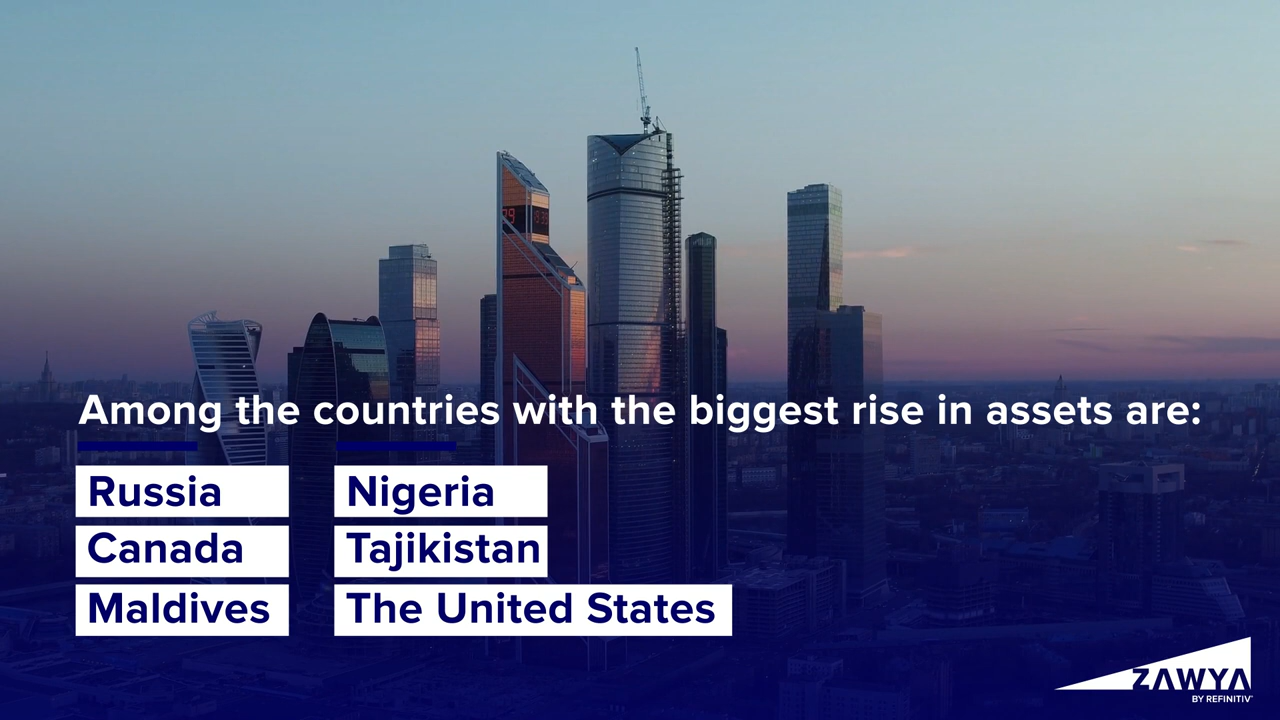 Among the countries with the biggest rise in assets are:
Russia
Canada
Maldives
Nigeria
Tajikistan
The United States
ZAWYA
BY REFINITIV